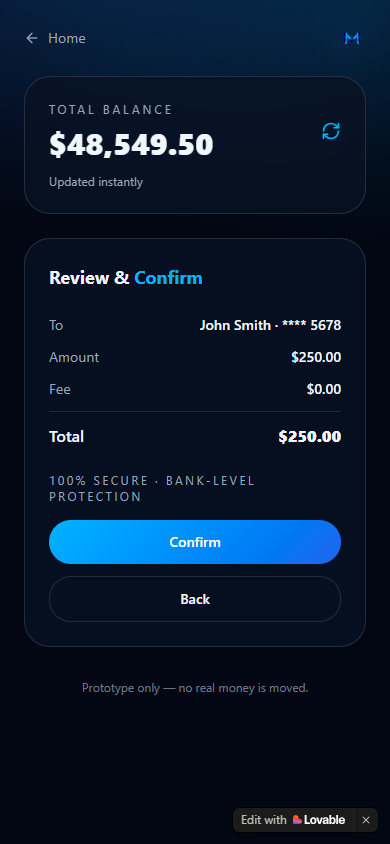 Home
TOTAL BALANCE
$48,549.50
Updated instantly
Review & Confirm
To John Smith · **** 5678
Amount $250.00
Fee $0.00
Total $250.00
100% SECURE · BANK-LEVEL
PROTECTION
Confirm
Back
Prototype only — no real money is moved.
Edit with Lovable